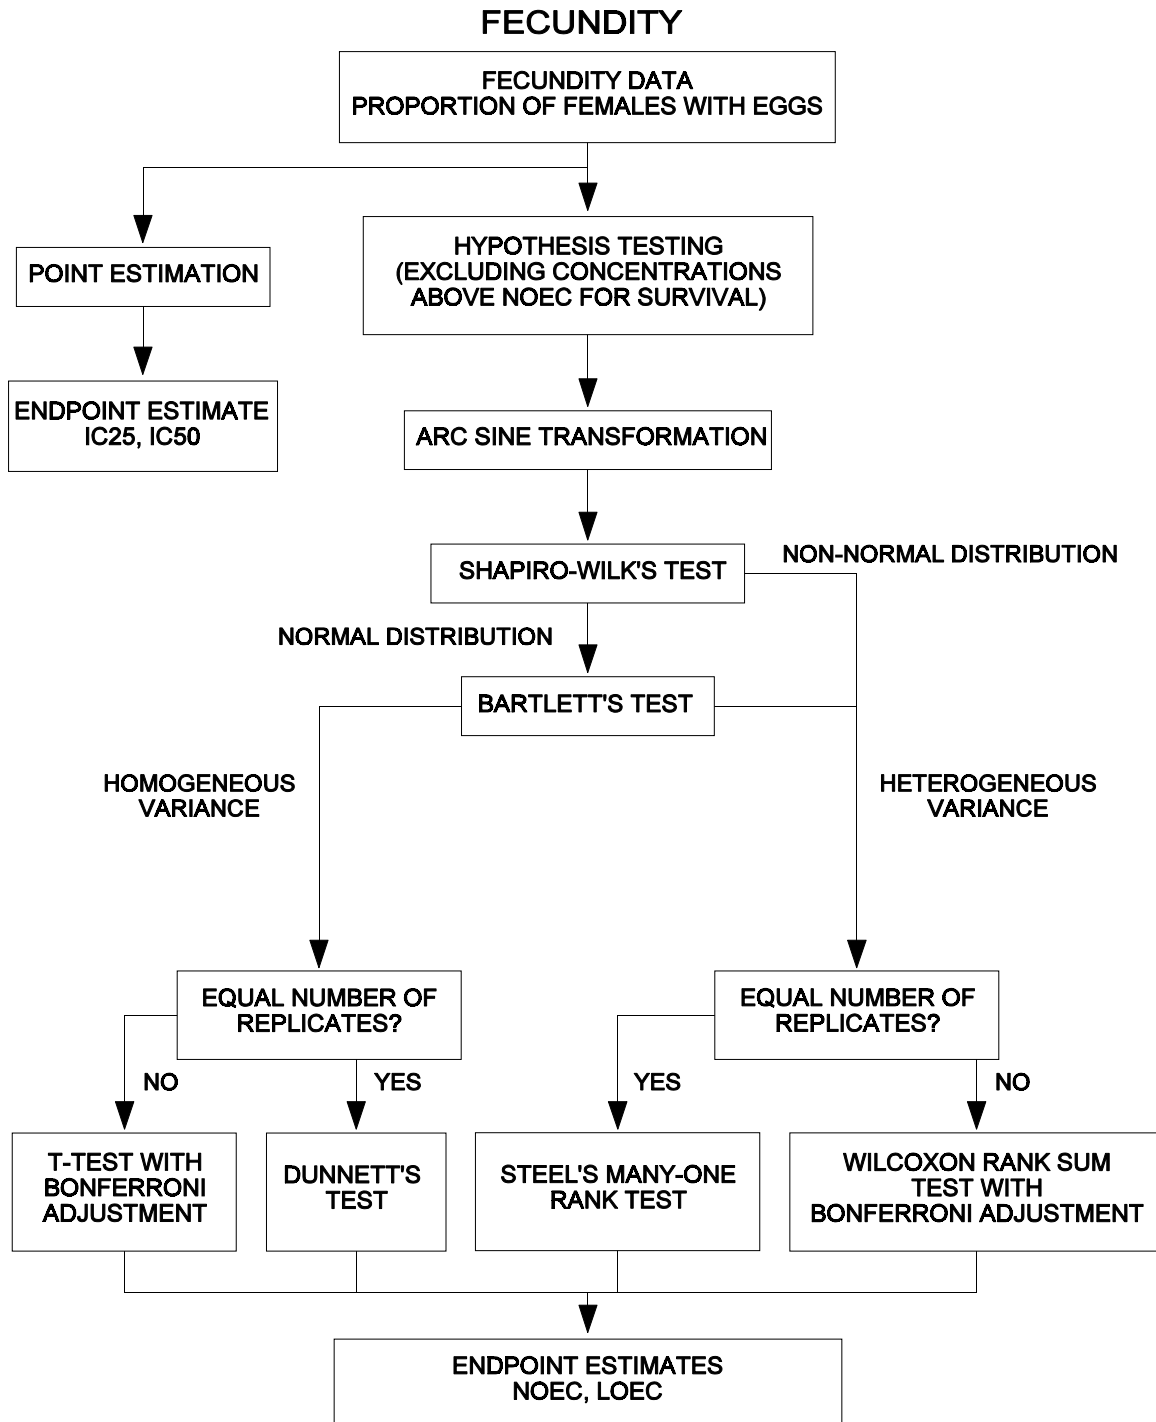 FECUNDITY
FECUNDITY DATA
PROPORTION OF FEMALES WITH EGGS
POINT ESTIMATION
HYPOTHESIS TESTING
(EXCLUDING CONCENTRATIONS
ABOVE NOEC FOR SURVIVAL)
ENDPOINT ESTIMATE
IC25, IC50
ARC SINE TRANSFORMATION
SHAPIRO-WILK'S TEST
NON-NORMAL DISTRIBUTION
NORMAL DISTRIBUTION
BARTLETT'S TEST
HOMOGENEOUS
VARIANCE
HETEROGENEOUS
VARIANCE
EQUAL NUMBER OF
REPLICATES?
EQUAL NUMBER OF
REPLICATES?
NO
YES
YES
NO
T-TEST WITH
BONFERRONI
ADJUSTMENT
DUNNETT'S
TEST
STEEL'S MANY-ONE
RANK TEST
WILCOXON RANK SUM
TEST WITH
BONFERRONI ADJUSTMENT
ENDPOINT ESTIMATES
NOEC, LOEC